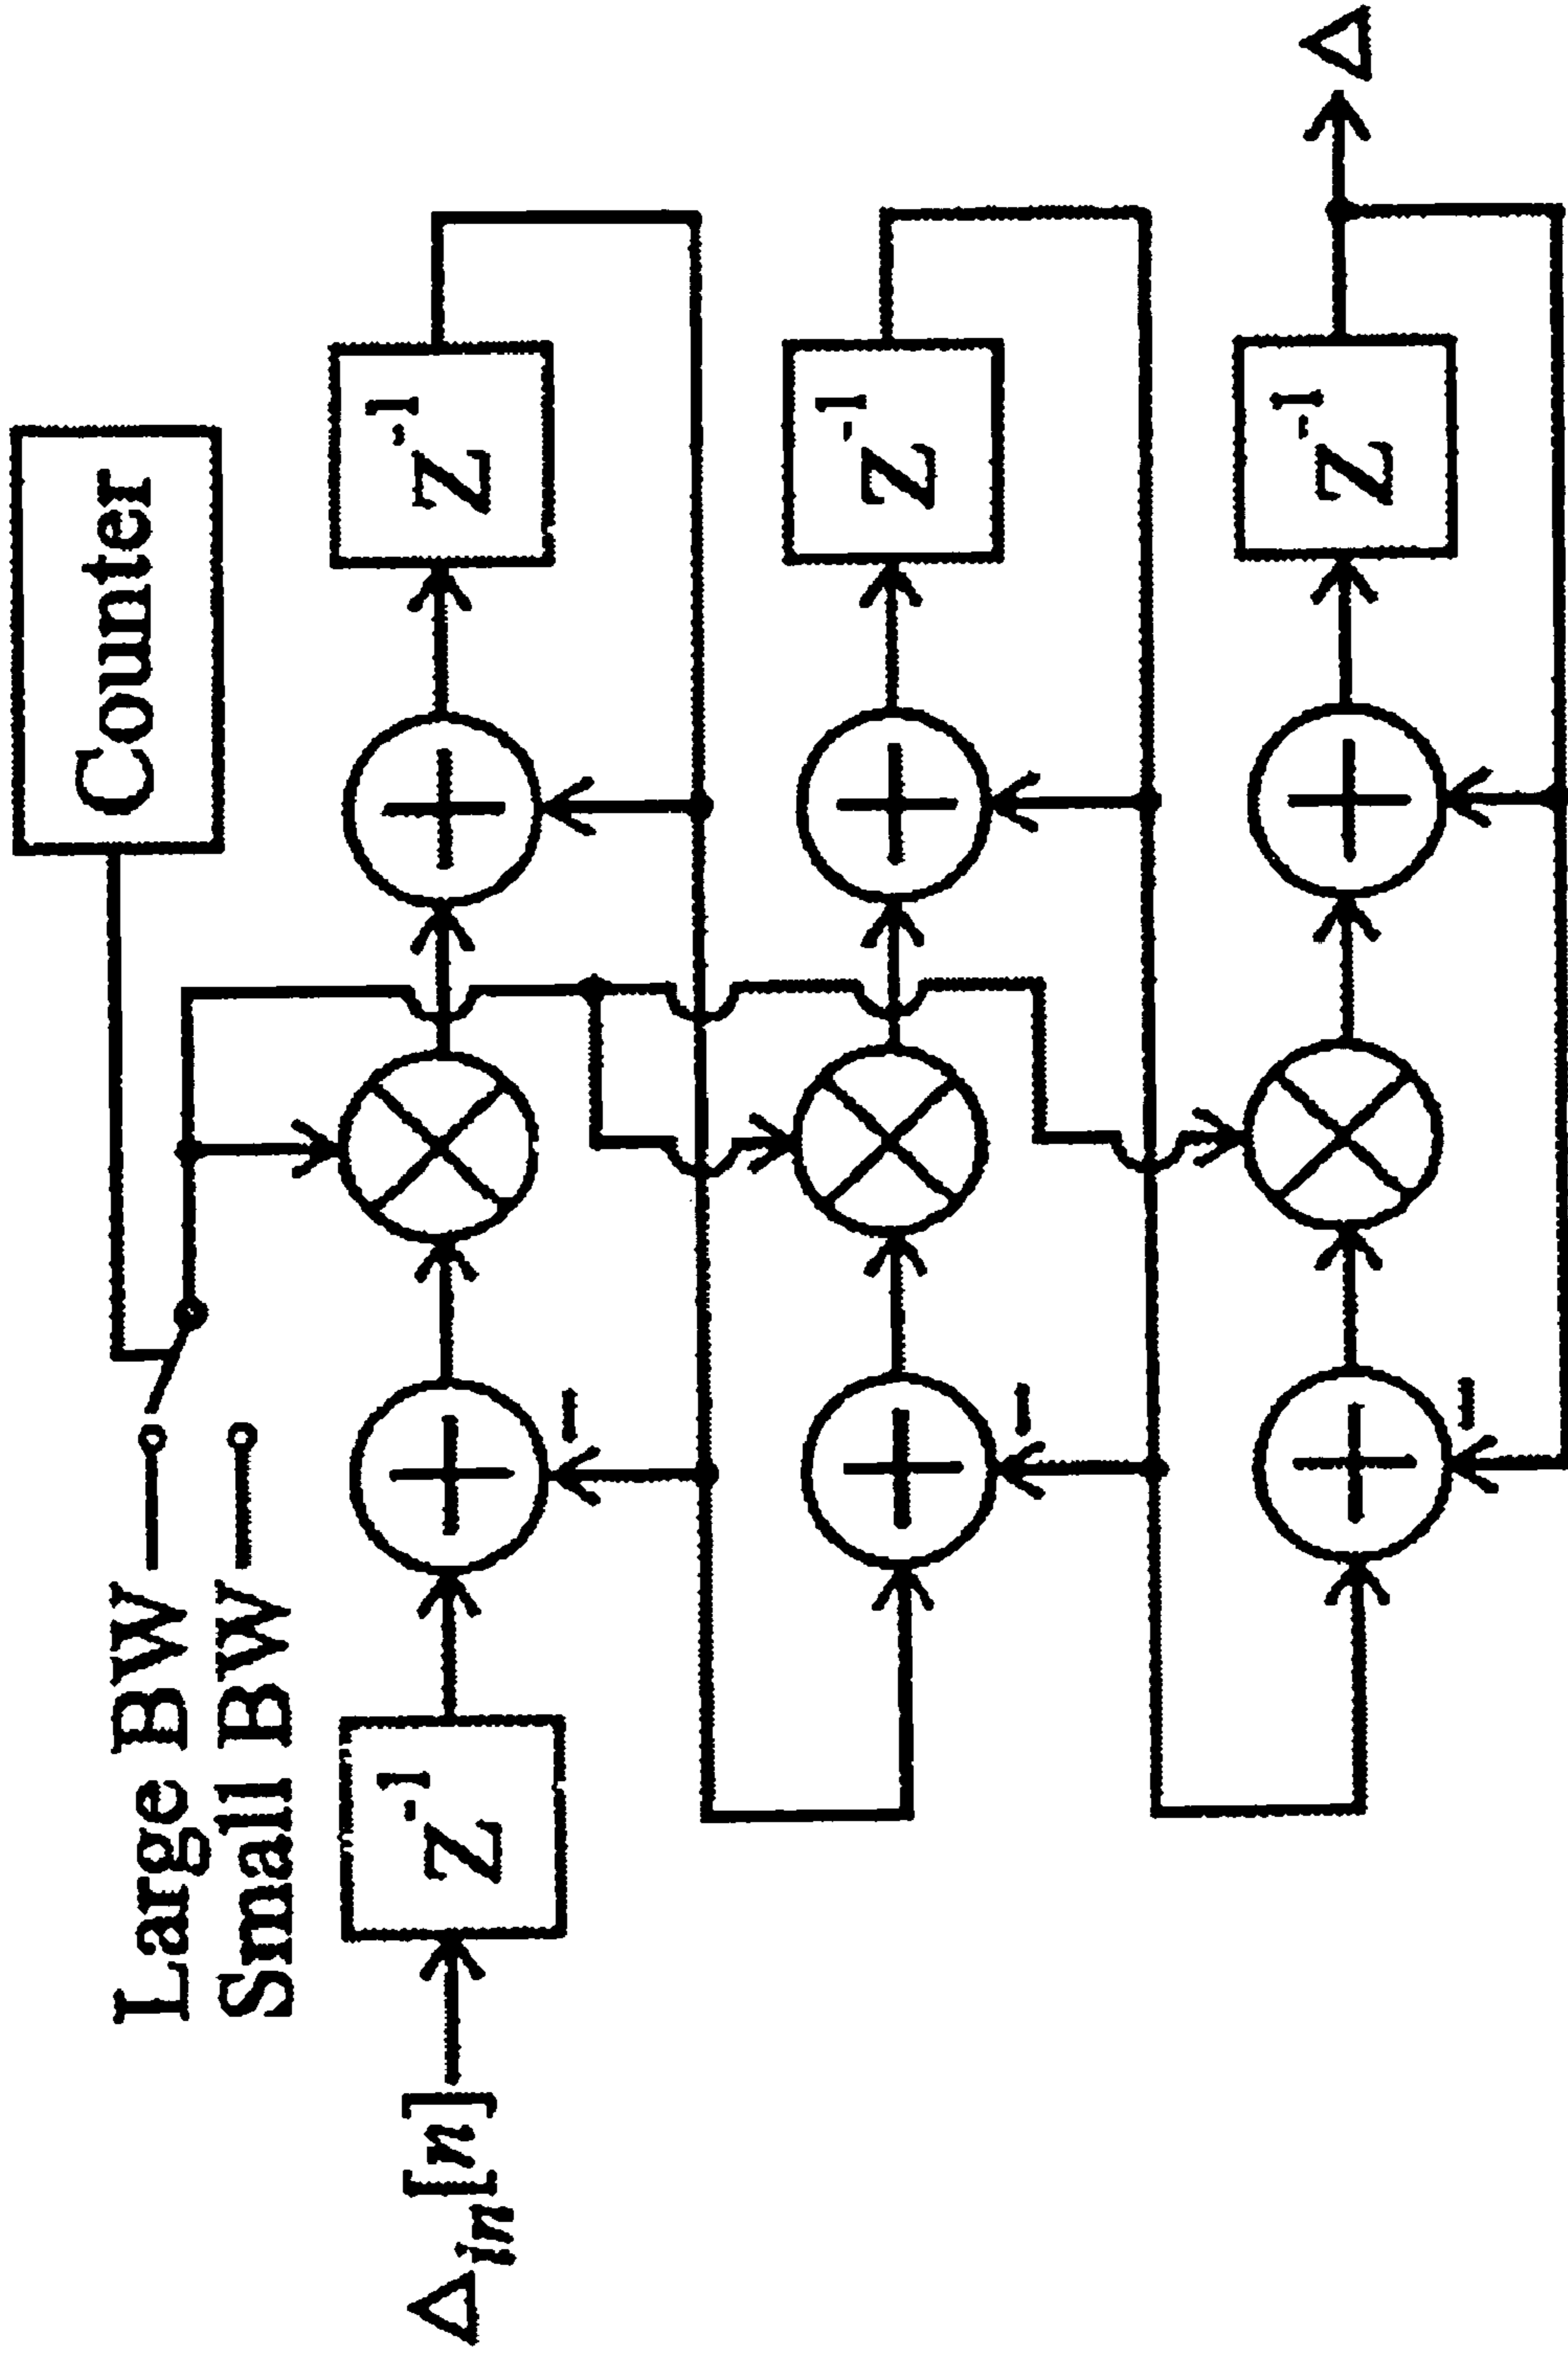 Counter
Large BW
Small BW
Δin[n]
z-1
+
×
+
z-1
+
×
+
z-1
+
×
+
z-1
Δ
−
−
−